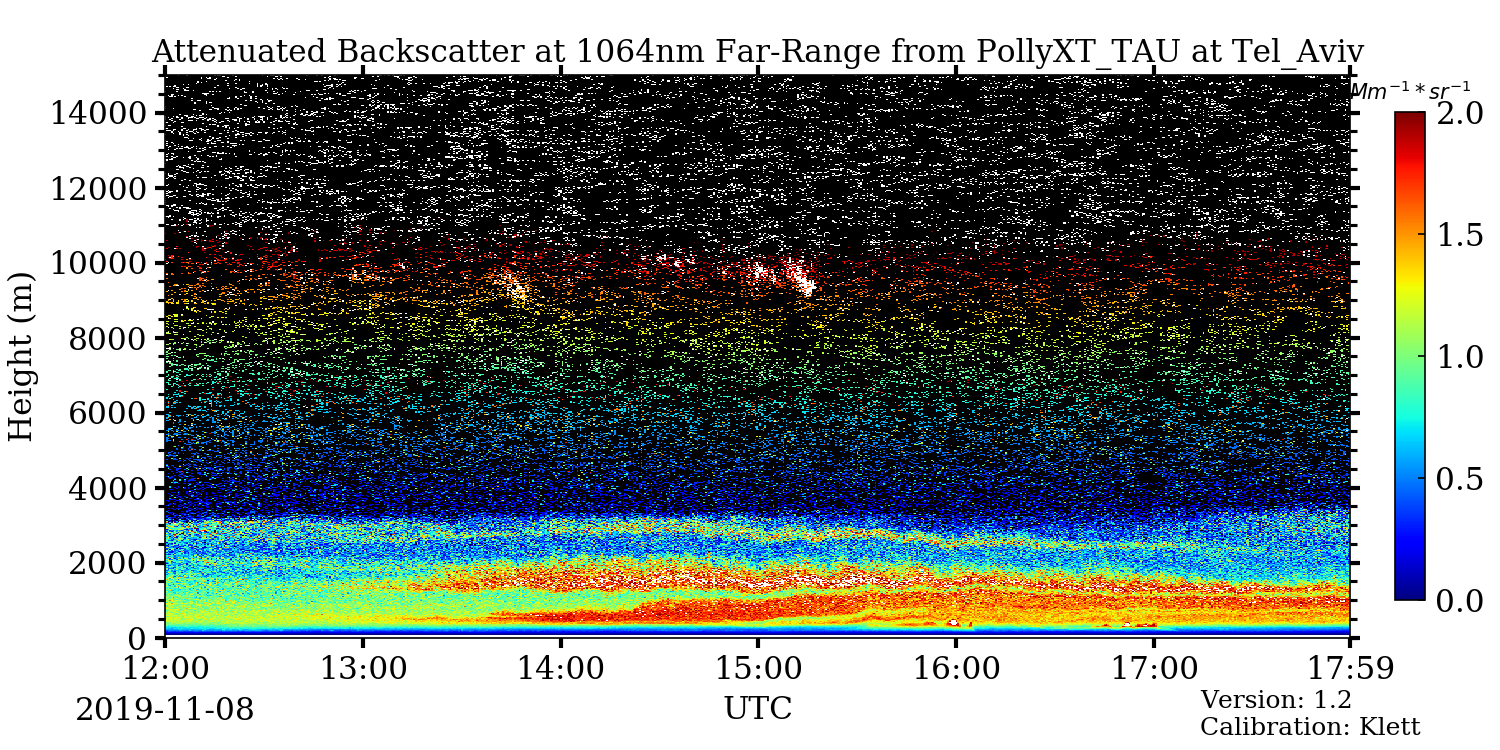 Attenuated Backscatter at 1064nm Far-Range from PollyXT_TAU at Tel_Aviv
Mm⁻¹ * sr⁻¹
14000
12000
10000
8000
6000
4000
2000
0
Height (m)
2.0
1.5
1.0
0.5
0.0
12:00 13:00 14:00 15:00 16:00 17:00 17:59
2019-11-08 UTC
Version: 1.2
Calibration: Klett